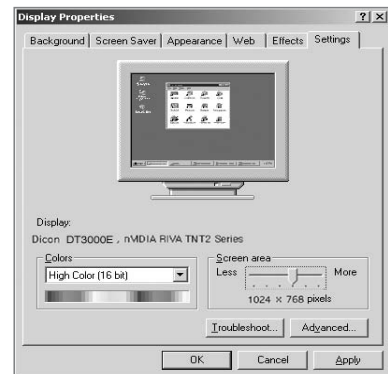 Display Properties
Background Screen Saver Appearance Web Effects Settings
Display:
Dicon DT3000E , nVIDIA RIVA TNT2 Series
Colors
High Color (16 bit)
Screen area
Less More
1024 × 768 pixels
Troubleshoot... Advanced...
OK Cancel Apply